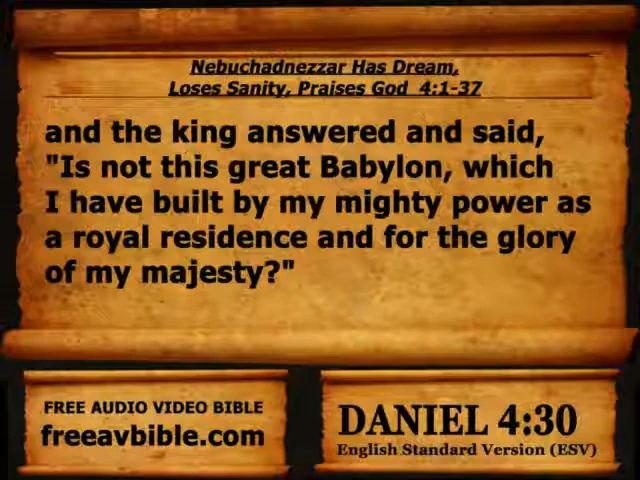 Nebuchadnezzar Has Dream,
Loses Sanity, Praises God  4:1-37
and the king answered and said,
"Is not this great Babylon, which
I have built by my mighty power as
a royal residence and for the glory
of my majesty?"
FREE AUDIO VIDEO BIBLE
freeavbible.com
DANIEL 4:30
English Standard Version (ESV)